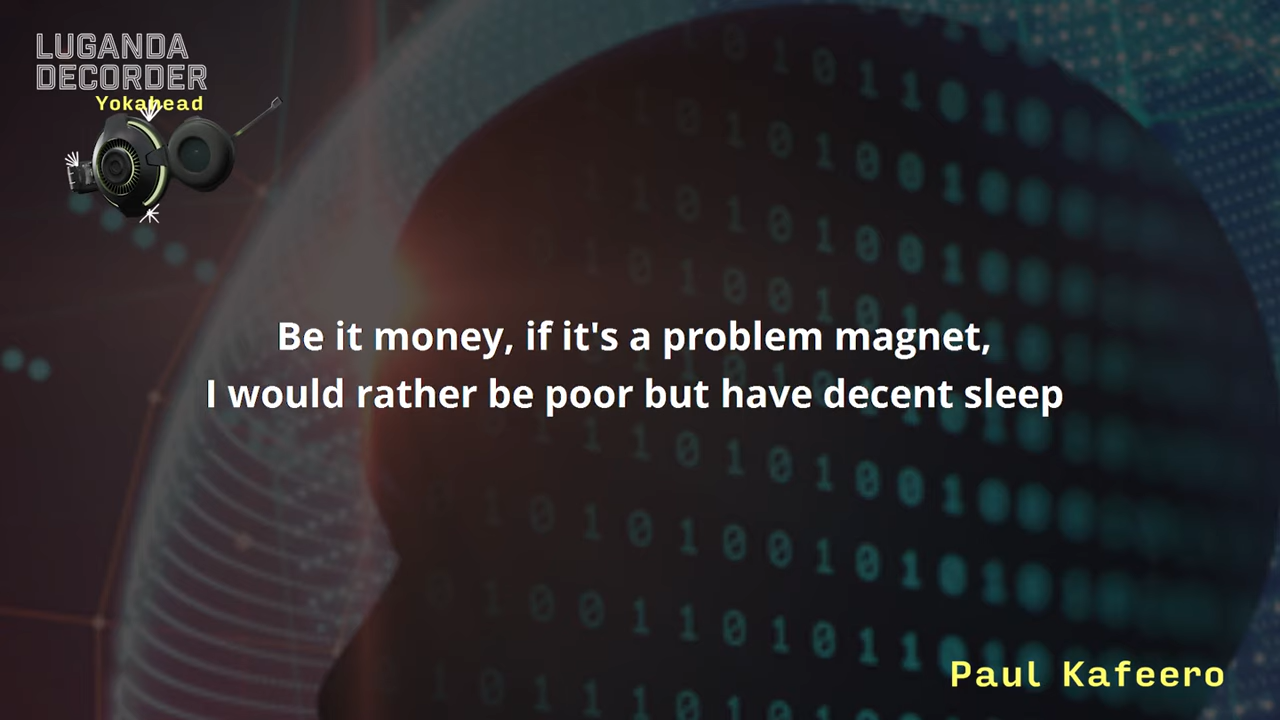 LUGANDA
DECORDER
Yokahead
Be it money, if it's a problem magnet,
I would rather be poor but have decent sleep
Paul Kafeero